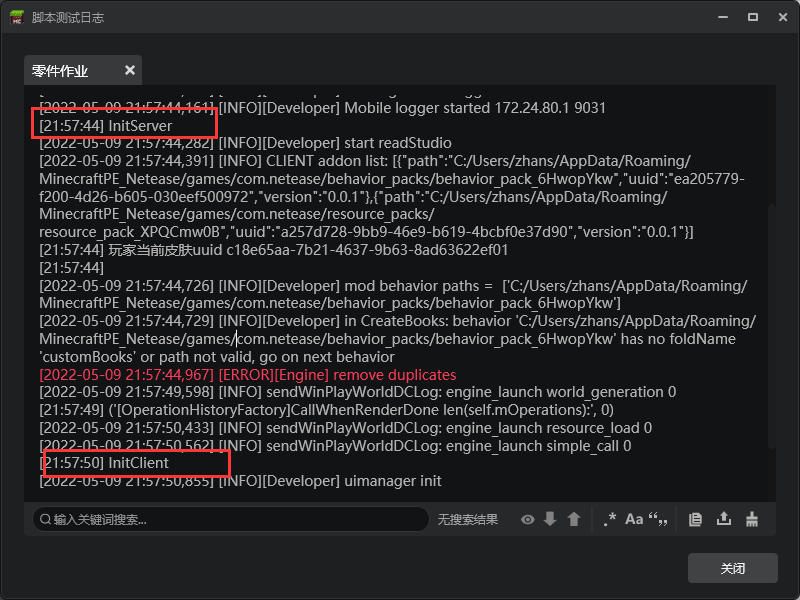 脚本测试日志
零件作业
[2022-05-09 21:57:44,161] [INFO][Developer] Mobile logger started 172.24.80.1 9031
[21:57:44] InitServer
[2022-05-09 21:57:44,282] [INFO][Developer] start readStudio
[2022-05-09 21:57:44,391] [INFO] CLIENT addon list: [{"path":"C:/Users/zhans/AppData/Roaming/
MinecraftPE_Netease/games/com.netease/behavior_packs/behavior_pack_6HwopYkw","uuid":"ea205779-
f200-4d26-b605-030eef500972","version":"0.0.1"},{"path":"C:/Users/zhans/AppData/Roaming/
MinecraftPE_Netease/games/com.netease/resource_packs/
resource_pack_XPQCmw0B","uuid":"a257d728-9bb9-46e9-b619-4bcbf0e37d90","version":"0.0.1"}]
[21:57:44] 玩家当前皮肤uuid c18e65aa-7b21-4637-9b63-8ad63622ef01
[21:57:44]
[2022-05-09 21:57:44,726] [INFO][Developer] mod behavior paths =  ['C:/Users/zhans/AppData/Roaming/
MinecraftPE_Netease/games/com.netease/behavior_packs/behavior_pack_6HwopYkw']
[2022-05-09 21:57:44,729] [INFO][Developer] in CreateBooks: behavior 'C:/Users/zhans/AppData/Roaming/
MinecraftPE_Netease/games/com.netease/behavior_packs/behavior_pack_6HwopYkw' has no foldName
'customBooks' or path not valid, go on next behavior
[2022-05-09 21:57:44,967] [ERROR][Engine] remove duplicates
[2022-05-09 21:57:49,598] [INFO] sendWinPlayWorldDCLog: engine_launch world_generation 0
[21:57:49] ('[OperationHistoryFactory]CallWhenRenderDone len(self.mOperations):', 0)
[2022-05-09 21:57:50,433] [INFO] sendWinPlayWorldDCLog: engine_launch resource_load 0
[2022-05-09 21:57:50,562] [INFO] sendWinPlayWorldDCLog: engine_launch simple_call 0
[21:57:50] InitClient
[2022-05-09 21:57:50,855] [INFO][Developer] uimanager init
输入关键词搜索...
无搜索结果
.* Aa “,,
关闭